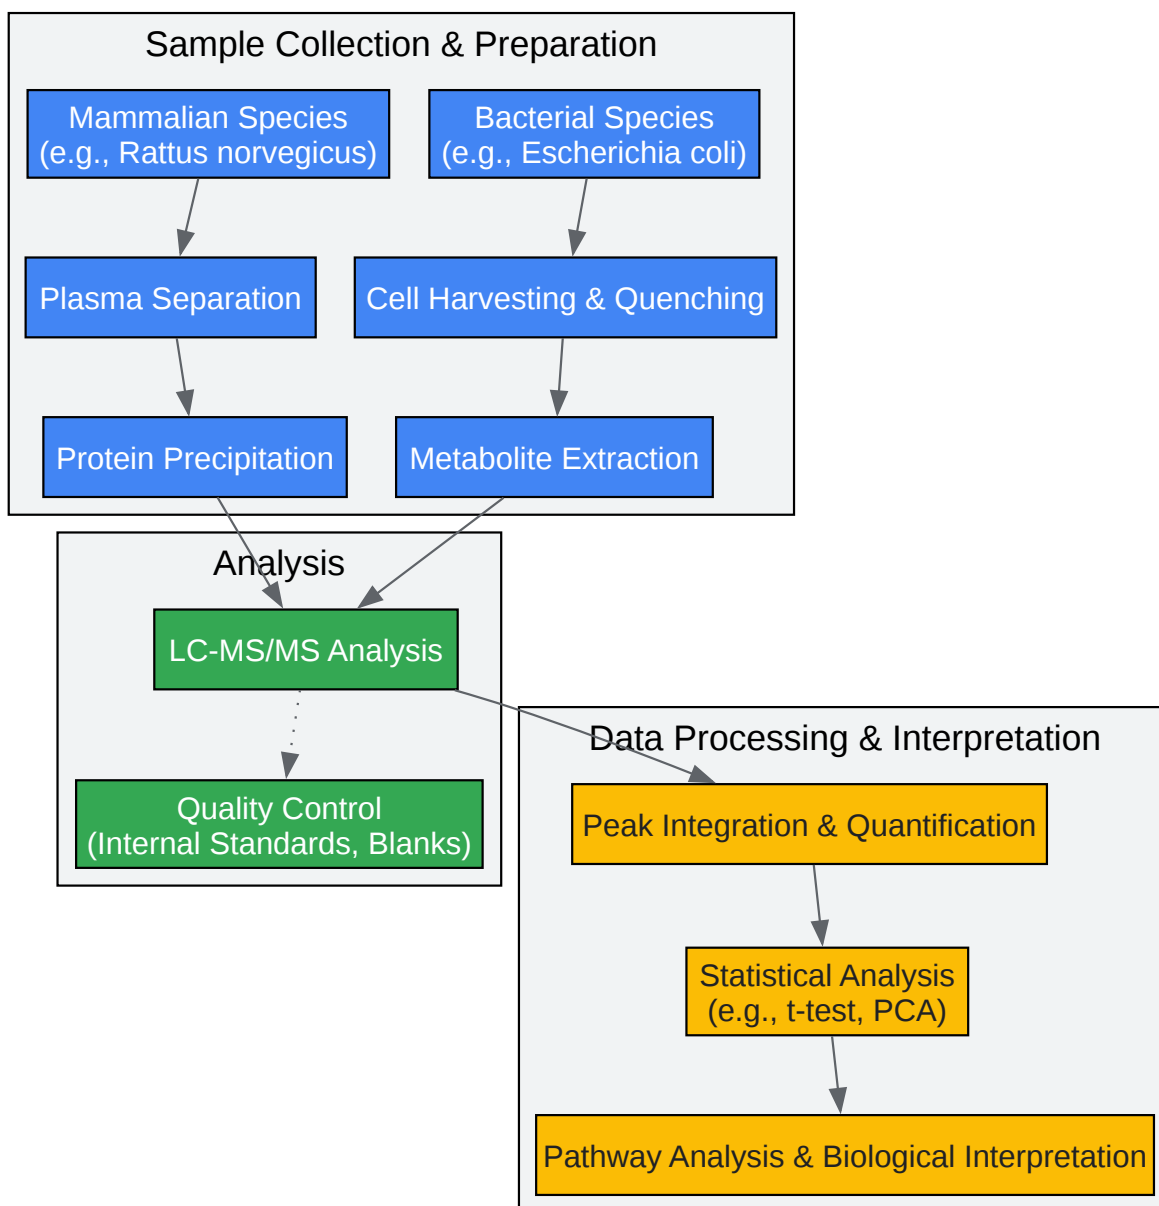 Sample Collection & Preparation
Mammalian Species
(e.g., Rattus norvegicus)
Bacterial Species
(e.g., Escherichia coli)
Plasma Separation
Cell Harvesting & Quenching
Protein Precipitation
Metabolite Extraction
Analysis
LC-MS/MS Analysis
Quality Control
(Internal Standards, Blanks)
Data Processing & Interpretation
Peak Integration & Quantification
Statistical Analysis
(e.g., t-test, PCA)
Pathway Analysis & Biological Interpretation